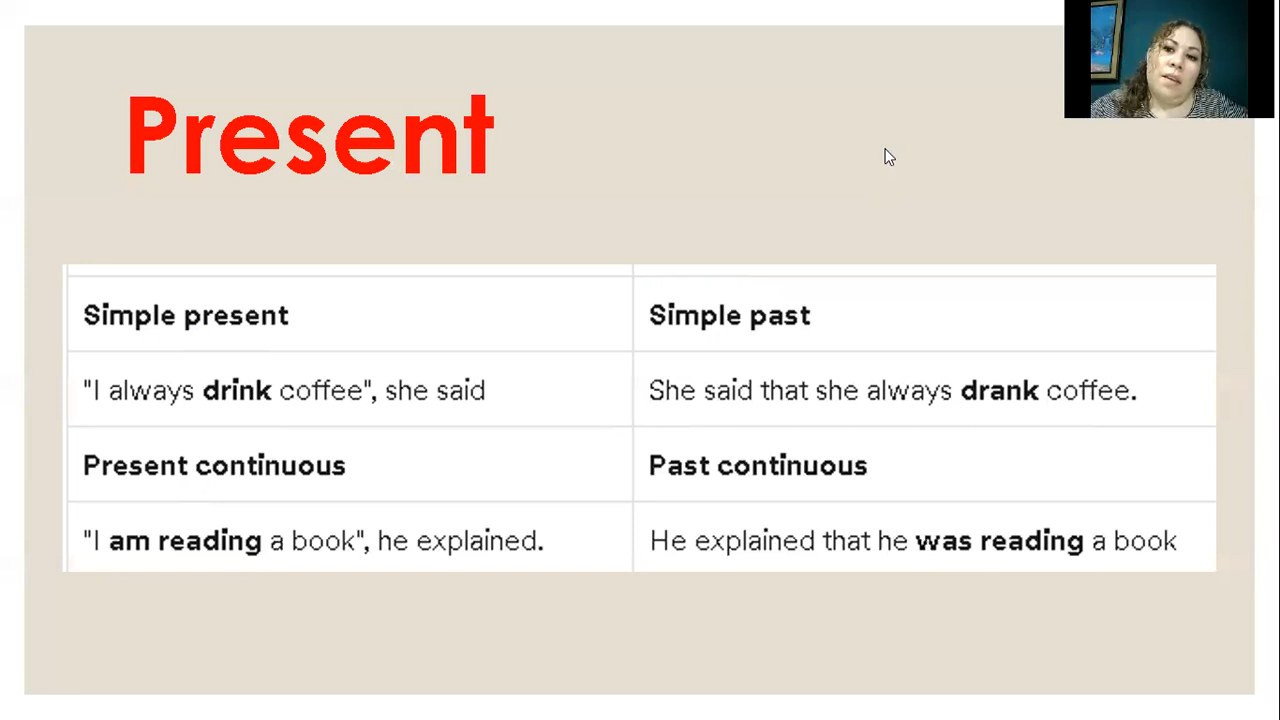 Present
Simple present
Simple past
"I always drink coffee", she said
She said that she always drank coffee.
Present continuous
Past continuous
"I am reading a book", he explained.
He explained that he was reading a book